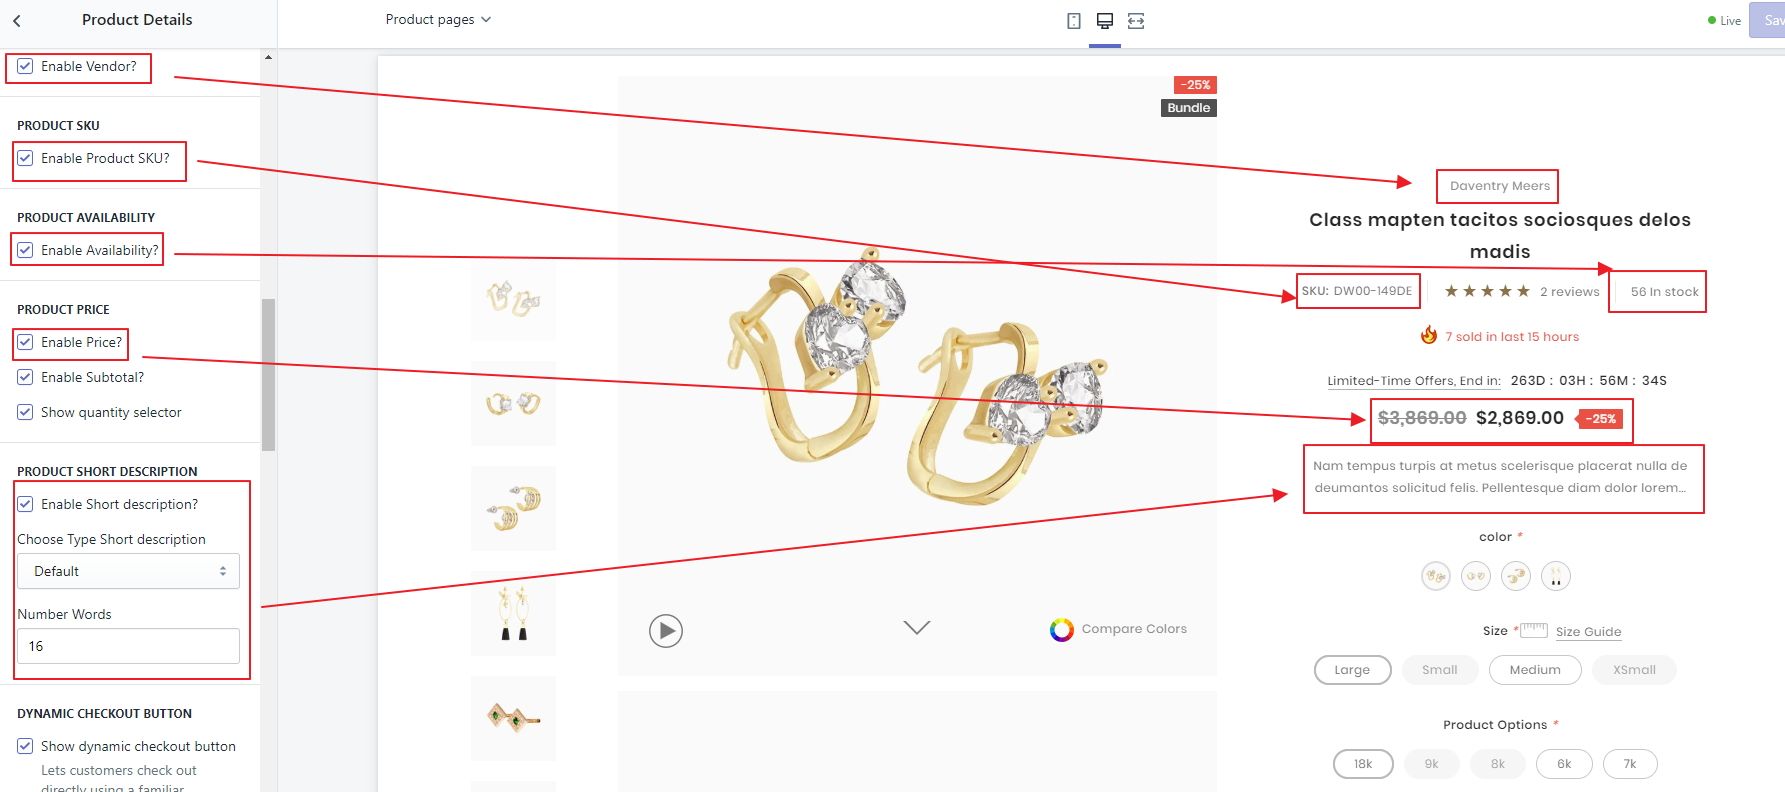 Product Details
Product pages
Live
Sav
Enable Vendor?
PRODUCT SKU
Enable Product SKU?
PRODUCT AVAILABILITY
Enable Availability?
PRODUCT PRICE
Enable Price?
Enable Subtotal?
Show quantity selector
PRODUCT SHORT DESCRIPTION
Enable Short description?
Choose Type Short description
Default
Number Words
16
DYNAMIC CHECKOUT BUTTON
Show dynamic checkout button
Lets customers check out
directly using a familiar
-25%
Bundle
Compare Colors
Daventry Meers
Class mapten tacitos sociosques delos
madis
SKU: DW00-149DE
2 reviews
56 In stock
7 sold in last 15 hours
Limited-Time Offers, End in: 263D : 03H : 56M : 34S
$3,869.00 $2,869.00 -25%
Nam tempus turpis at metus scelerisque placerat nulla de
deumantos solicitud felis. Pellentesque diam dolor lorem...
color *
Size * Size Guide
Large Small Medium XSmall
Product Options *
18k 9k 8k 6k 7k